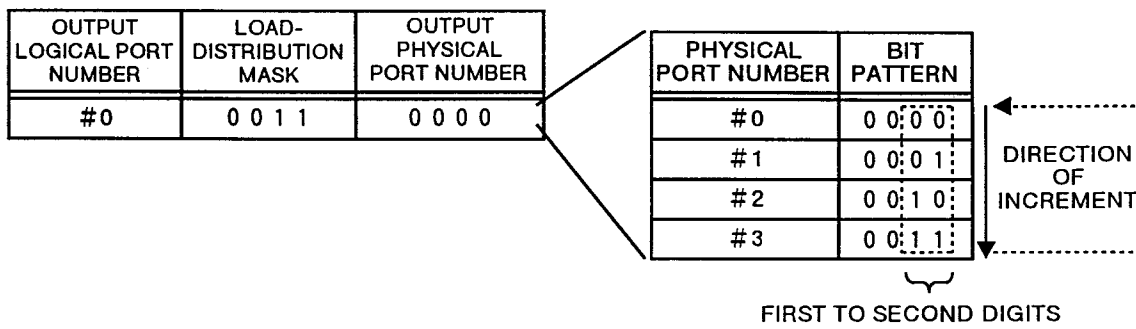 OUTPUT LOGICAL PORT NUMBER
LOAD-DISTRIBUTION MASK
OUTPUT PHYSICAL PORT NUMBER
#0
0 0 1 1
0 0 0 0
PHYSICAL PORT NUMBER
BIT PATTERN
#0
0 0 0 0
#1
0 0 0 1
#2
0 0 1 0
#3
0 0 1 1
DIRECTION
OF
INCREMENT
FIRST TO SECOND DIGITS